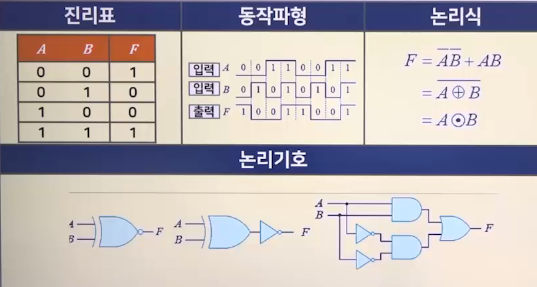 진리표
A B F
0 0 1
0 1 0
1 0 0
1 1 1
동작파형
입력 A 0 0 1 1 0 0 1 1
입력 B 0 1 0 1 0 1 0 1
출력 F 1 0 0 1 1 0 0 1
논리식
F = A̅B̅ + AB
= \overline{A ⊕ B}
= A ⊙ B
논리기호
A
B
F
A
B
F
A
B
F